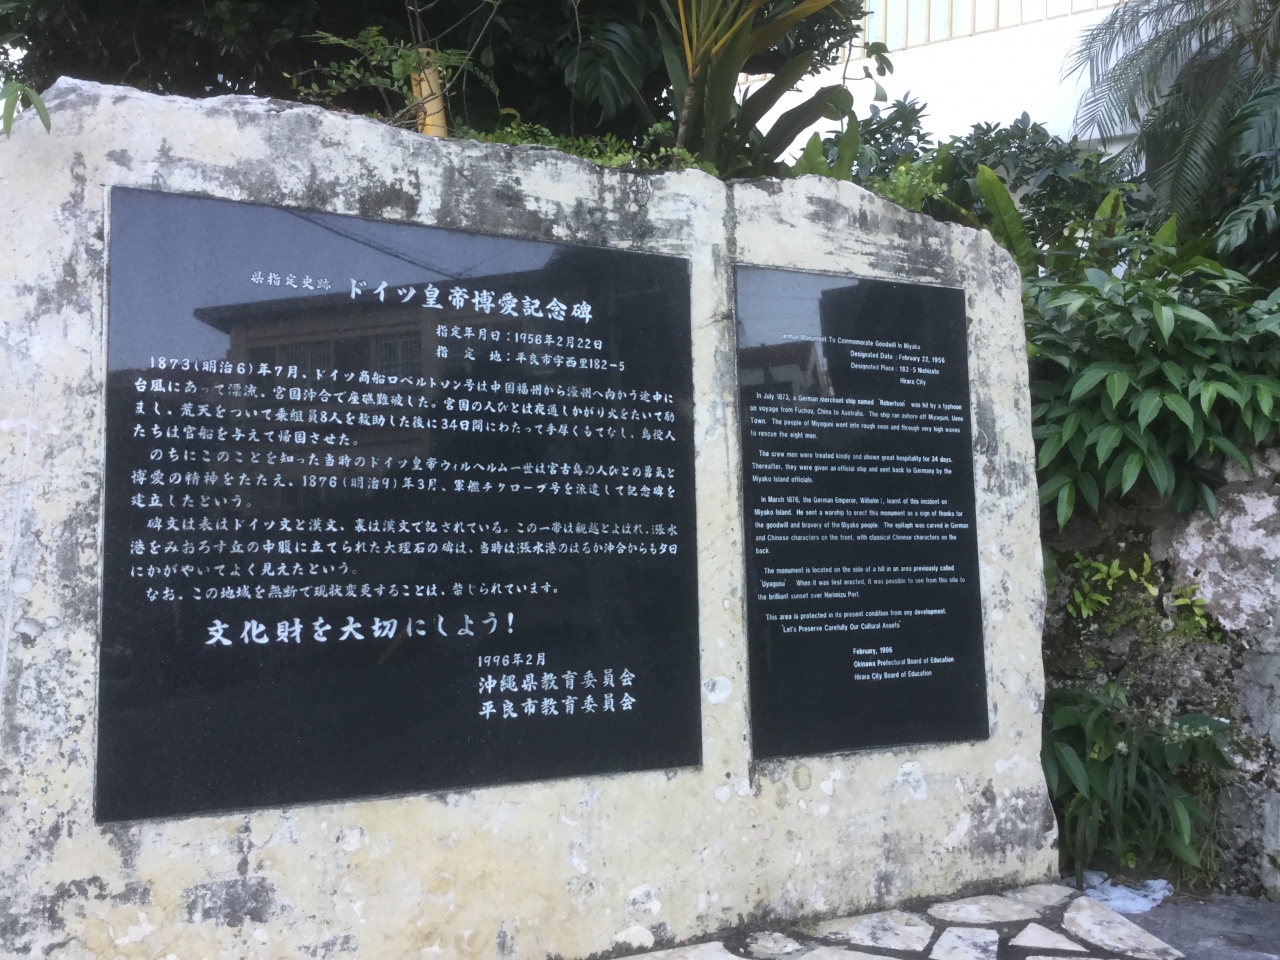 県指定史跡 ドイツ皇帝博愛記念碑
指定年月日：1956年2月22日
指 定 地：平良市字西里182-5
1873(明治6)年7月、ドイツ商船ロベルトソン号は中国福州から濠州へ向かう途中に
台風にあって漂流、宮国沖合で座礁難破した。宮国の人びとは夜通しかがり火をたいて励
まし、荒天をついて乗組員8人を救助した後に34日間にわたって手厚くもてなし、島役人
たちは官船を与えて帰国させた。
のちにこのことを知った当時のドイツ皇帝ウィルヘルム一世は宮古島の人びとの勇気と
博愛の精神をたたえ、1876(明治9)年3月、軍艦チクロープ号を派遣して記念碑を
建立したという。
碑文は表はドイツ文と漢文、裏は漢文で記されている。この一帯は親越とよばれ、漲水
港をみおろす丘の中腹に立てられた大理石の碑は、当時は漲水港のはるか沖合からも夕日
にかがやいてよく見えたという。
なお、この地域を無断で現状変更することは、禁じられています。
文化財を大切にしよう！
1996年2月
沖縄県教育委員会
平良市教育委員会
German Monument To Commemorate Goodwill In Miyako
Designated Date : February 22, 1956
Designated Place : 182-5 Nishizato
Hirara City
In July 1873, a German merchant ship named "Robertson" was hit by a typhoon
on voyage from Fuchou, China to Australia. The ship ran ashore off Miyaguni, Ueno
Town. The people of Miyaguni went into rough seas and through very high waves
to rescue the eight men.
The crew men were treated kindly and shown great hospitality for 34 days.
Thereafter, they were given an official ship and sent back to Germany by the
Miyako Island officials.
In March 1876, the German Emperor, Wilhelm I, learnt of this incident on
Miyako Island. He sent a warship to erect this monument as a sign of thanks for
the goodwill and bravery of the Miyako people. The epitaph was carved in German
and Chinese characters on the front, with classical Chinese characters on the
back.
The monument is located on the side of a hill in an area previously called
"Uyagusu". When it was first erected, it was possible to see from this site to
the brilliant sunset over Harimizu Port.
This area is protected in its present condition from any development.
"Let's Preserve Carefully Our Cultural Assets"
February, 1996
Okinawa Prefectural Board of Education
Hirara City Board of Education